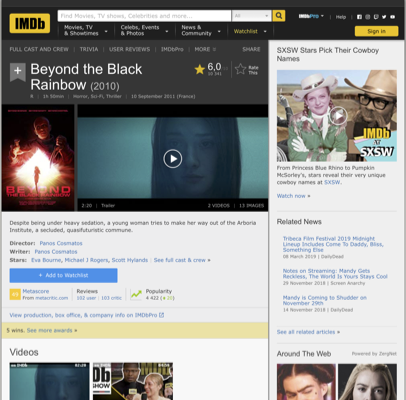 IMDb
Find Movies, TV shows, Celebrities and more...
All
IMDbPro
Help
Movies, TV
& Showtimes
Celebs, Events
& Photos
News &
Community
Watchlist
Sign in
FULL CAST AND CREW | TRIVIA | USER REVIEWS | IMDbPro | MORE
SHARE
Beyond the Black
Rainbow (2010)
6,0
Rate
This
R | 1h 50min | Horror, Sci-Fi, Thriller | 10 September 2011 (France)
BEYOND
THE BLACK RAINBOW
2:20 | Trailer
2 VIDEOS | 13 IMAGES
Despite being under heavy sedation, a young woman tries to make her way out of the Arboria
Institute, a secluded, quasifuturistic commune.
Director: Panos Cosmatos
Writer: Panos Cosmatos
Stars: Eva Bourne, Michael J Rogers, Scott Hylands | See full cast & crew »
+ Add to Watchlist
Metascore
From metacritic.com
Reviews
102 user | 103 critic
Popularity
4 422
View production, box office, & company info on IMDbPro
5 wins. See more awards »
Videos
SXSW Stars Pick Their Cowboy
Names
IMDb
SXSW
From Princess Blue Rhino to Pumpkin
McSorley's, stars reveal their very unique
cowboy names at SXSW.
Watch now »
Related News
Tribeca Film Festival 2019 Midnight
Lineup Includes Come To Daddy, Bliss,
Something Else
08 March 2019 | DailyDead
Notes on Streaming: Mandy Gets
Reckless, The World Is Yours Stays Cool
29 November 2018 | Screen Anarchy
Mandy is Coming to Shudder on
November 29th
14 November 2018 | DailyDead
See all related articles »
Around The Web
Powered by ZergNet